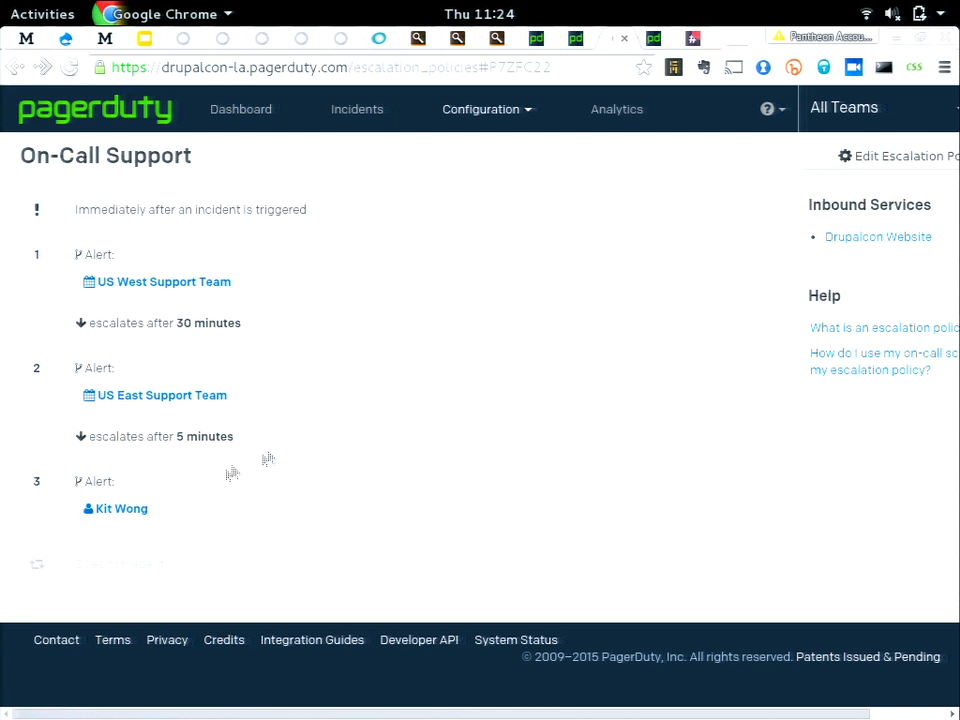 Activities
Google Chrome
Thu 11:24
Pantheon Accou...
https://drupalcon-la.pagerduty.com/escalation_policies#P7ZFC22
CSS
pagerduty
Dashboard
Incidents
Configuration
Analytics
All Teams
On-Call Support
Edit Escalation Po
! Immediately after an incident is triggered
1 Alert:
US West Support Team
escalates after 30 minutes
2 Alert:
US East Support Team
escalates after 5 minutes
3 Alert:
Kit Wong
Inbound Services
• Drupalcon Website
Help
What is an escalation polic
How do I use my on-call sc
my escalation policy?
Contact Terms Privacy Credits Integration Guides Developer API System Status
© 2009–2015 PagerDuty, Inc. All rights reserved. Patents Issued & Pending